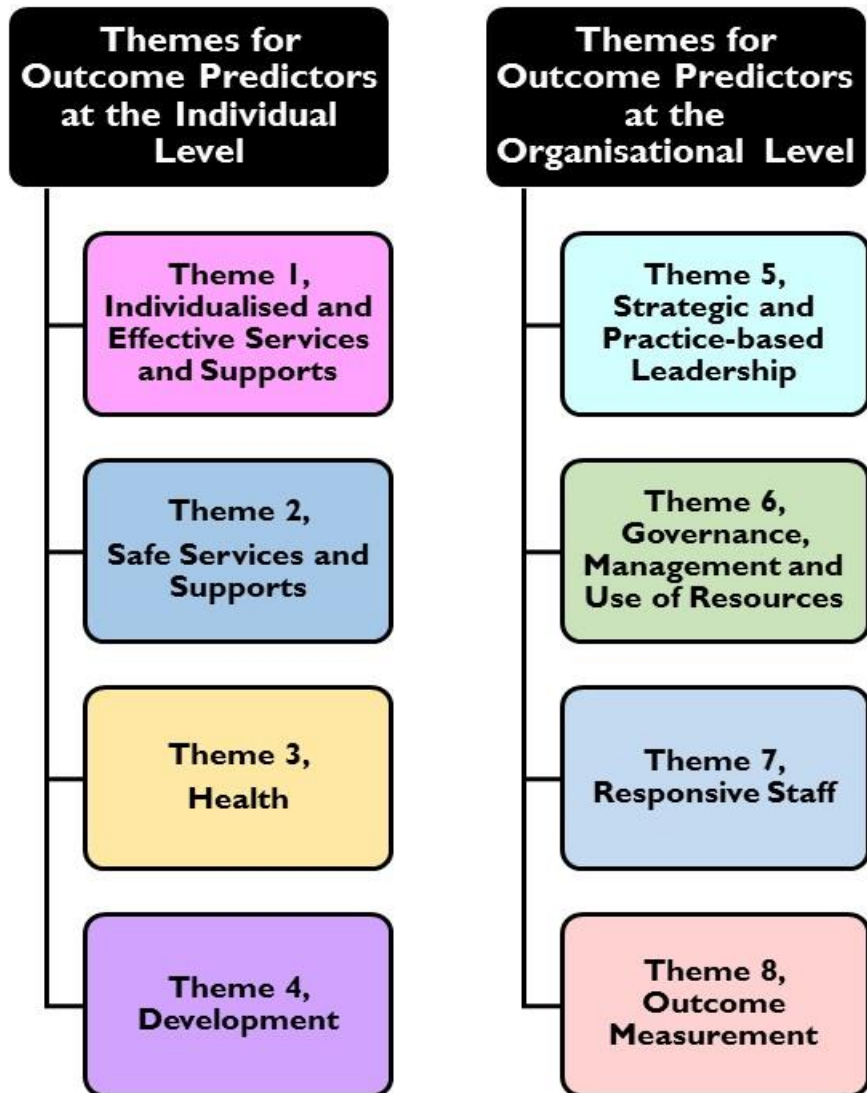 Themes for
Outcome Predictors
at the Individual
Level
Theme 1,
Individualised and
Effective Services
and Supports
Theme 2,
Safe Services and
Supports
Theme 3,
Health
Theme 4,
Development
Themes for
Outcome Predictors
at the
Organisational Level
Theme 5,
Strategic and
Practice-based
Leadership
Theme 6,
Governance,
Management and
Use of Resources
Theme 7,
Responsive Staff
Theme 8,
Outcome
Measurement